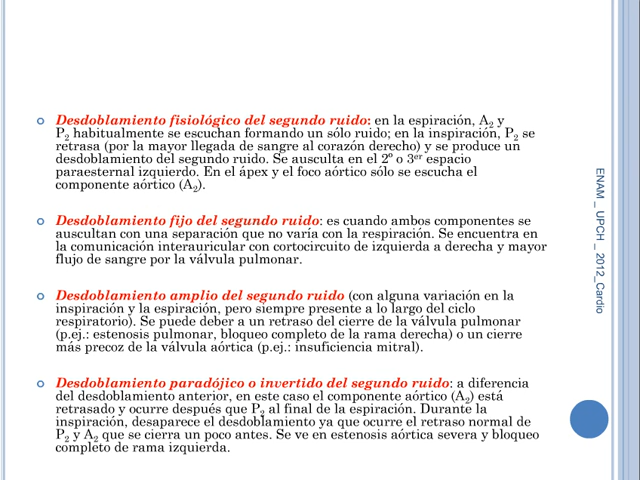 Desdoblamiento fisiológico del segundo ruido: en la espiración, A2 y
P2 habitualmente se escuchan formando un sólo ruido; en la inspiración, P2 se
retrasa (por la mayor llegada de sangre al corazón derecho) y se produce un
desdoblamiento del segundo ruido. Se ausculta en el 2º o 3er espacio
paraesternal izquierdo. En el ápex y el foco aórtico sólo se escucha el
componente aórtico (A2).
Desdoblamiento fijo del segundo ruido: es cuando ambos componentes se
auscultan con una separación que no varía con la respiración. Se encuentra en
la comunicación interauricular con cortocircuito de izquierda a derecha y mayor
flujo de sangre por la válvula pulmonar.
Desdoblamiento amplio del segundo ruido (con alguna variación en la
inspiración y la espiración, pero siempre presente a lo largo del ciclo
respiratorio). Se puede deber a un retraso del cierre de la válvula pulmonar
(p.ej.: estenosis pulmonar, bloqueo completo de la rama derecha) o un cierre
más precoz de la válvula aórtica (p.ej.: insuficiencia mitral).
Desdoblamiento paradójico o invertido del segundo ruido: a diferencia
del desdoblamiento anterior, en este caso el componente aórtico (A2) está
retrasado y ocurre después que P2 al final de la espiración. Durante la
inspiración, desaparece el desdoblamiento ya que ocurre el retraso normal de
P2 y A2 que se cierra un poco antes. Se ve en estenosis aórtica severa y bloqueo
completo de rama izquierda.
ENAM _ UPCH _ 2012_Cardio